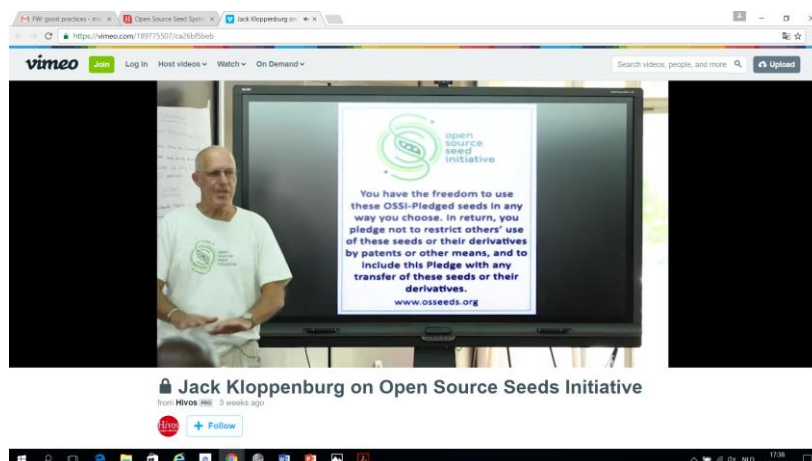 FW: good practices - m
Open Source Seed Syste
Jack Kloppenburg on
https://vimeo.com/189775507/ca26bf5beb
vimeo Join Log in Host videos Watch On Demand Search videos, people, and more Upload
open
source
seed
initiative
You have the freedom to use
these OSSI-Pledged seeds in any
way you choose. In return, you
pledge not to restrict others' use
of these seeds or their derivatives
by patents or other means, and to
include this Pledge with any
transfer of these seeds or their
derivatives.
www.osseeds.org
open
source
seed
initiative
Jack Kloppenburg on Open Source Seeds Initiative
from Hivos PRO 3 weeks ago
Hivos
+ Follow
NLD 17:38